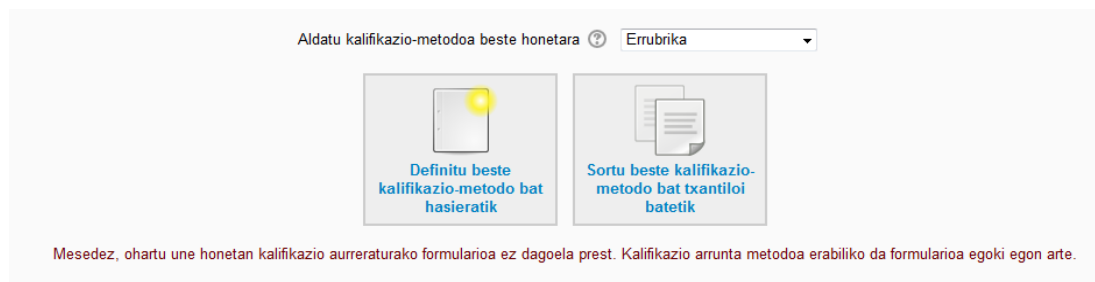 Aldatu kalifikazio-metodoa beste honetara ? Errubrika
Definitu beste
kalifikazio-metodo bat
hasieratik
Sortu beste kalifikazio-
metodo bat txantiloi
batetik
Mesedez, ohartu une honetan kalifikazio aurreraturako formularioa ez dagoela prest. Kalifikazio arrunta metodoa erabiliko da formularioa egoki egon arte.